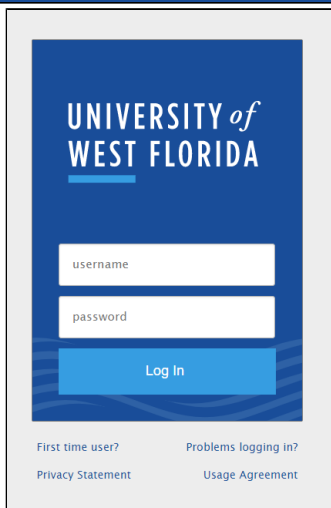 UNIVERSITY of
WEST FLORIDA
username
password
Log In
First time user?
Problems logging in?
Privacy Statement
Usage Agreement